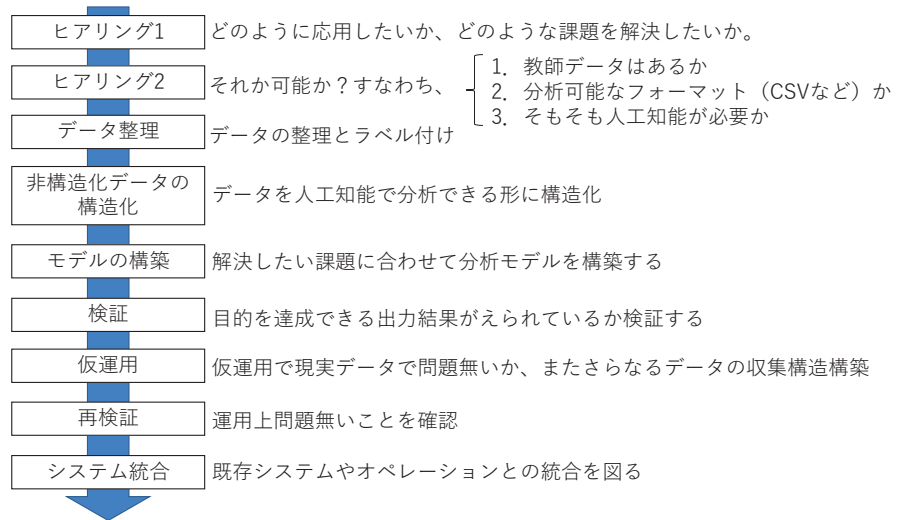 ヒアリング1
どのように応用したいか、どのような課題を解決したいか。
ヒアリング2
それか可能か？すなわち、
1. 教師データはあるか
2. 分析可能なフォーマット（CSVなど）か
3. そもそも人工知能が必要か
データ整理
データの整理とラベル付け
非構造化データの
構造化
データを人工知能で分析できる形に構造化
モデルの構築
解決したい課題に合わせて分析モデルを構築する
検証
目的を達成できる出力結果がえられているか検証する
仮運用
仮運用で現実データで問題無いか、またさらなるデータの収集構造構築
再検証
運用上問題無いことを確認
システム統合
既存システムやオペレーションとの統合を図る